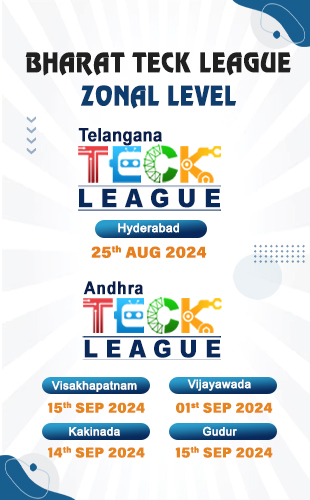 BHARAT TECK LEAGUE
ZONAL LEVEL
Telangana
TECK
LEAGUE
Hyderabad
25th AUG 2024
Andhra
TECK
LEAGUE
Visakhapatnam
15th SEP 2024
Vijayawada
01st SEP 2024
Kakinada
14th SEP 2024
Gudur
15th SEP 2024